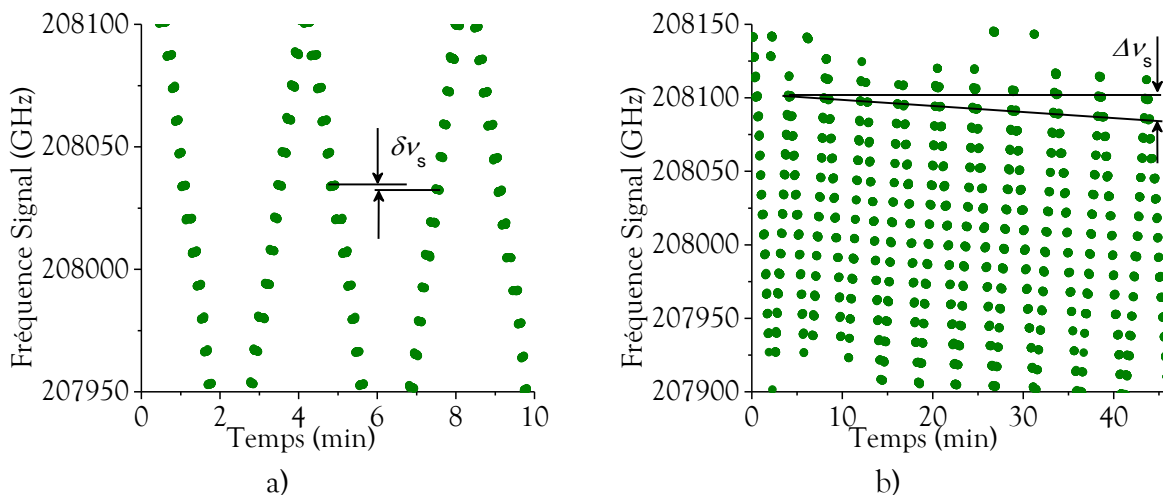 208100
208050
208000
207950
Fréquence Signal (GHz)
δνs
0 2 4 6 8 10
Temps (min)
a)
208150
208100
208050
208000
207950
207900
Fréquence Signal (GHz)
Δνs
0 10 20 30 40
Temps (min)
b)